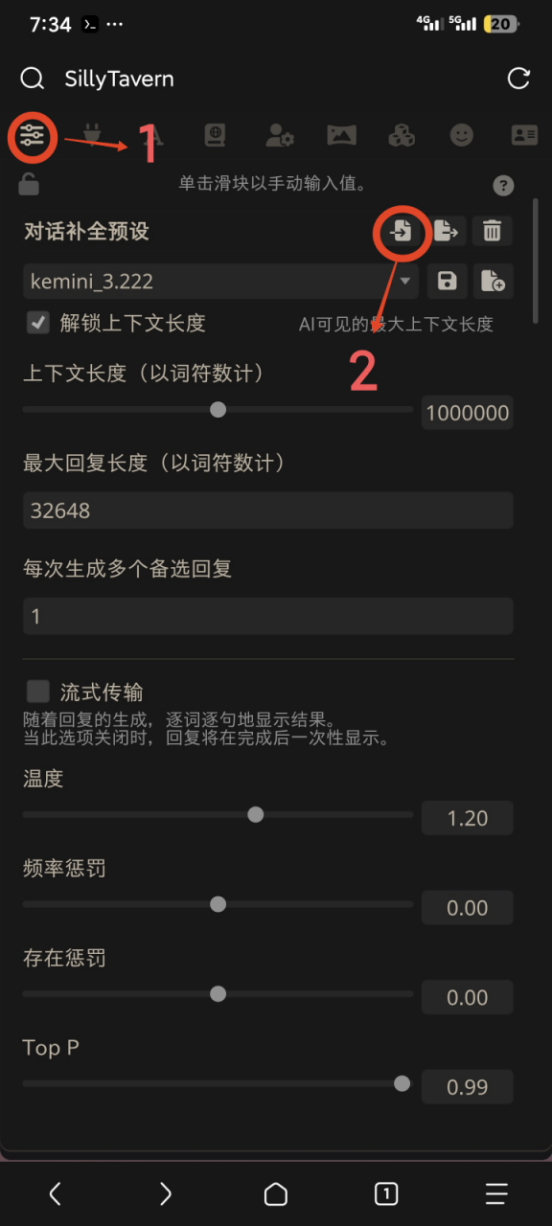 7:34 ··· 4G 5G 20
SillyTavern
1
单击滑块以手动输入值。
?
对话补全预设
kemini_3.222
解锁上下文长度 AI可见的最大上下文长度
2
上下文长度（以词符数计）
1000000
最大回复长度（以词符数计）
32648
每次生成多个备选回复
1
流式传输
随着回复的生成，逐词逐句地显示结果。
当此选项关闭时，回复将在完成后一次性显示。
温度
1.20
频率惩罚
0.00
存在惩罚
0.00
Top P
0.99
1